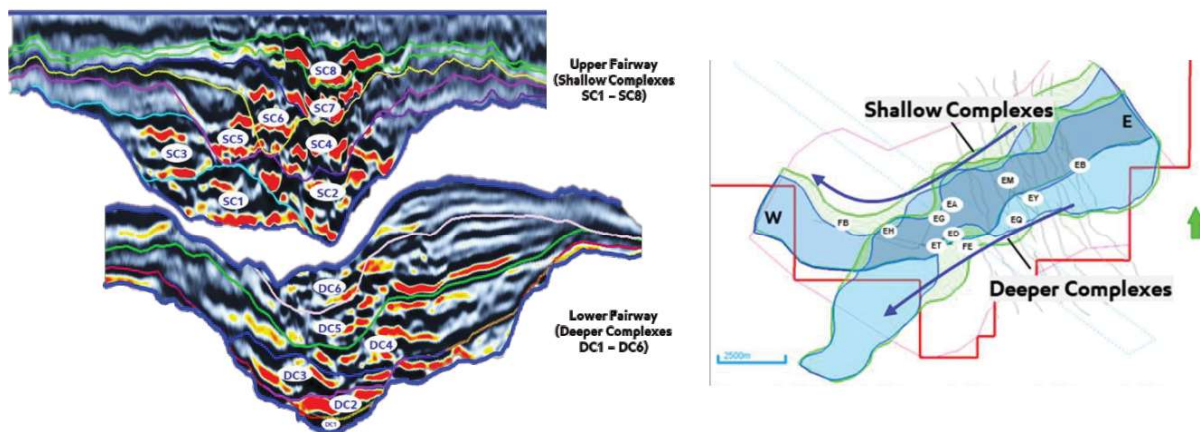 SC8
SC7
SC6
SC5
SC4
SC3
SC2
SC1
Upper Fairway
(Shallow Complexes
SC1 – SC8)
DC6
DC5
DC4
DC3
DC2
DC1
Lower Fairway
(Deeper Complexes
DC1 – DC6)
Shallow Complexes
E
EB
EM
EY
EA
EG
EQ
FB
EH
ED
ET
FE
W
Deeper Complexes
2500m